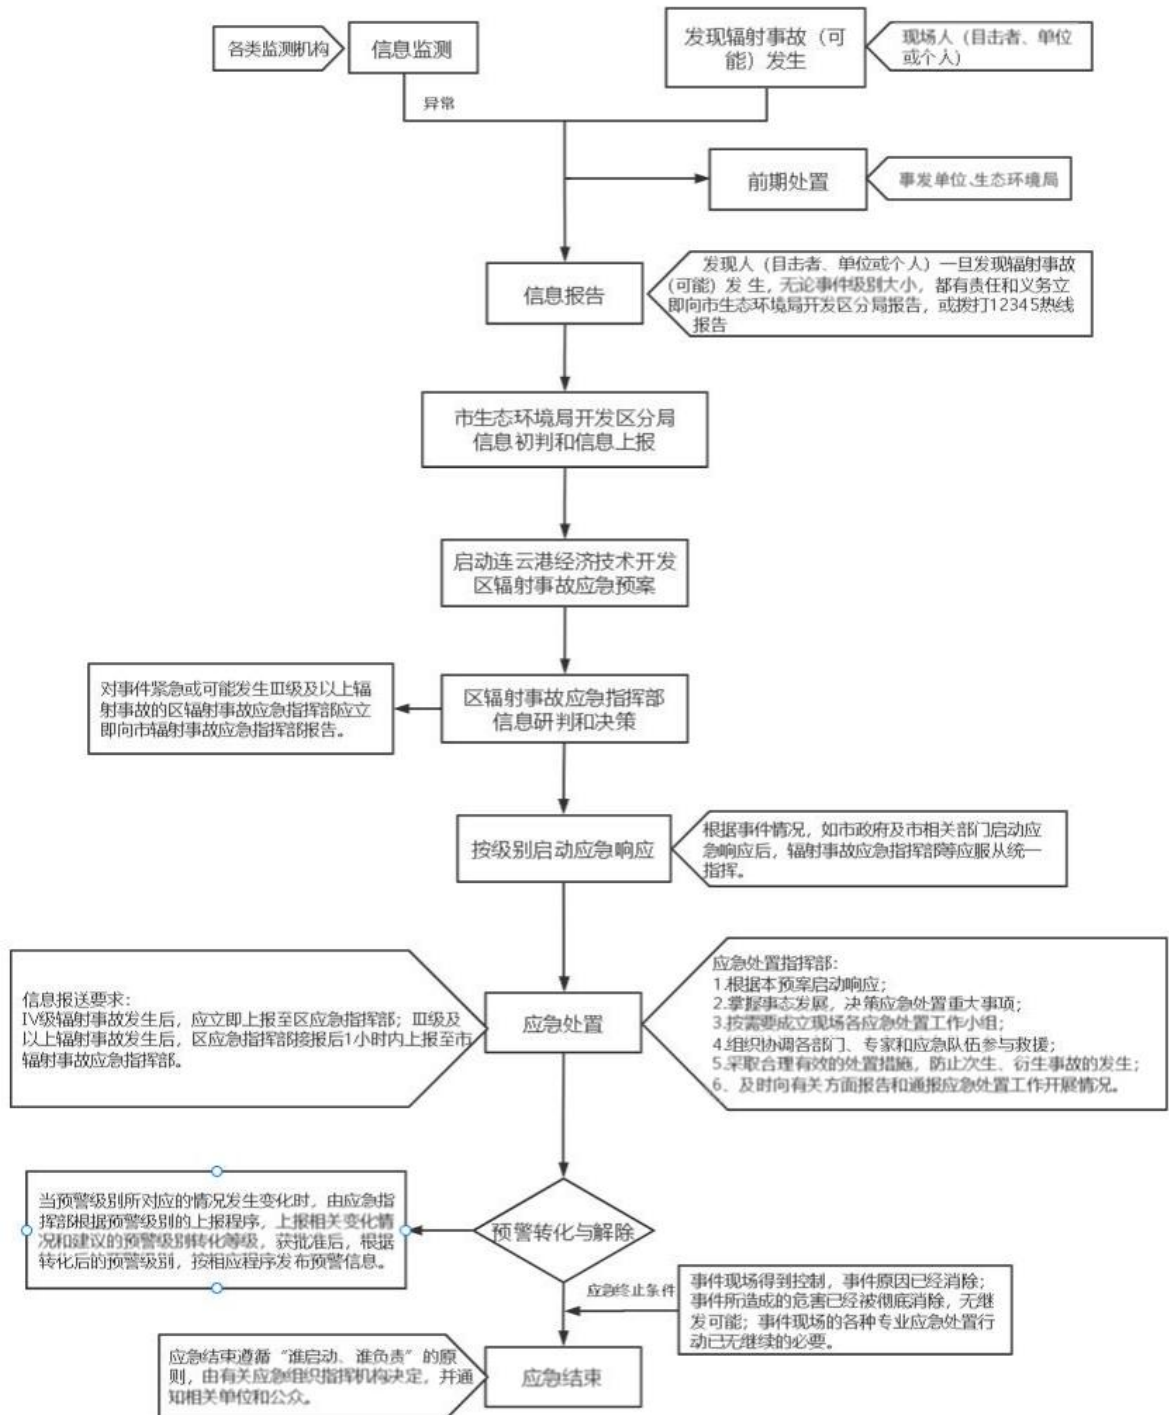 各类监测机构
信息监测
发现辐射事故（可
能）发生
现场人（目击者、单位
或个人）
异常
前期处置
事发单位、生态环境局
信息报告
发现人（目击者、单位或个人）一旦发现辐射事故
(可能）发 生，无论事件级别大小，都有责任和义务立
即向市生态环境局开发区分局报告，或拨打12345热线
报告
市生态环境局开发区分局
信息初判和信息上报
启动连云港经济技术开发
区辐射事故应急预案
对事件紧急或可能发生Ⅲ级及以上辐
射事故的区辐射事故应急指挥部应立
即向市辐射事故应急指挥部报告。
区辐射事故应急指挥部
信息研判和决策
按级别启动应急响应
根据事件情况，如市政府及市相关部门启动应
急响应后，辐射事故应急指挥部等应服从统一
指挥。
信息报送要求：
IV级辐射事故发生后，应立即上报至区应急指挥部；Ⅲ级及
以上辐射事故发生后，区应急指挥部接报后1小时内上报至市
辐射事故应急指挥部。
应急处置
应急处置指挥部：
1.根据本预案启动响应；
2.掌握事态发展，决策应急处置重大事项；
3.按需要成立现场各应急处置工作小组；
4.组织协调各部门、专家和应急队伍参与救援；
5.采取合理有效的处置措施，防止次生、衍生事故的发生；
6、及时向有关方面报告和通报应急处置工作开展情况。
当预警级别所对应的情况发生变化时，由应急指
挥部根据预警级别的上报程序，上报相关变化情
况和建议的预警级别转化等级，获批准后，根据
转化后的预警级别，按相应程序发布预警信息。
预警转化与解除
应急终止条件
事件现场得到控制，事件原因已经消除；
事件所造成的危害已经被彻底消除，无继
发可能；事件现场的各种专业应急处置行
动已无继续的必要。
应急结束遵循“谁启动、谁负责”的原
则，由有关应急组织指挥机构决定，并通
知相关单位和公众。
应急结束